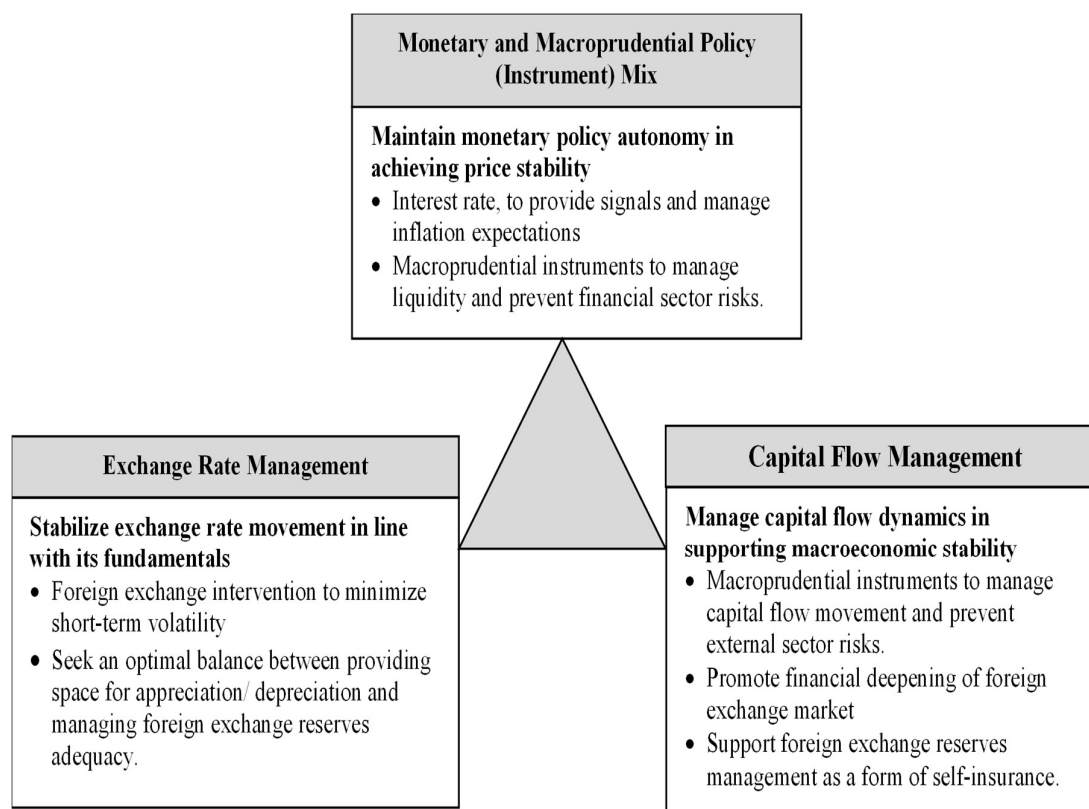 Monetary and Macroprudential Policy
(Instrument) Mix
Maintain monetary policy autonomy in
achieving price stability
• Interest rate, to provide signals and manage
inflation expectations
• Macroprudential instruments to manage
liquidity and prevent financial sector risks.
Exchange Rate Management
Stabilize exchange rate movement in line
with its fundamentals
• Foreign exchange intervention to minimize
short-term volatility
• Seek an optimal balance between providing
space for appreciation/ depreciation and
managing foreign exchange reserves
adequacy.
Capital Flow Management
Manage capital flow dynamics in
supporting macroeconomic stability
• Macroprudential instruments to manage
capital flow movement and prevent
external sector risks.
• Promote financial deepening of foreign
exchange market
• Support foreign exchange reserves
management as a form of self-insurance.